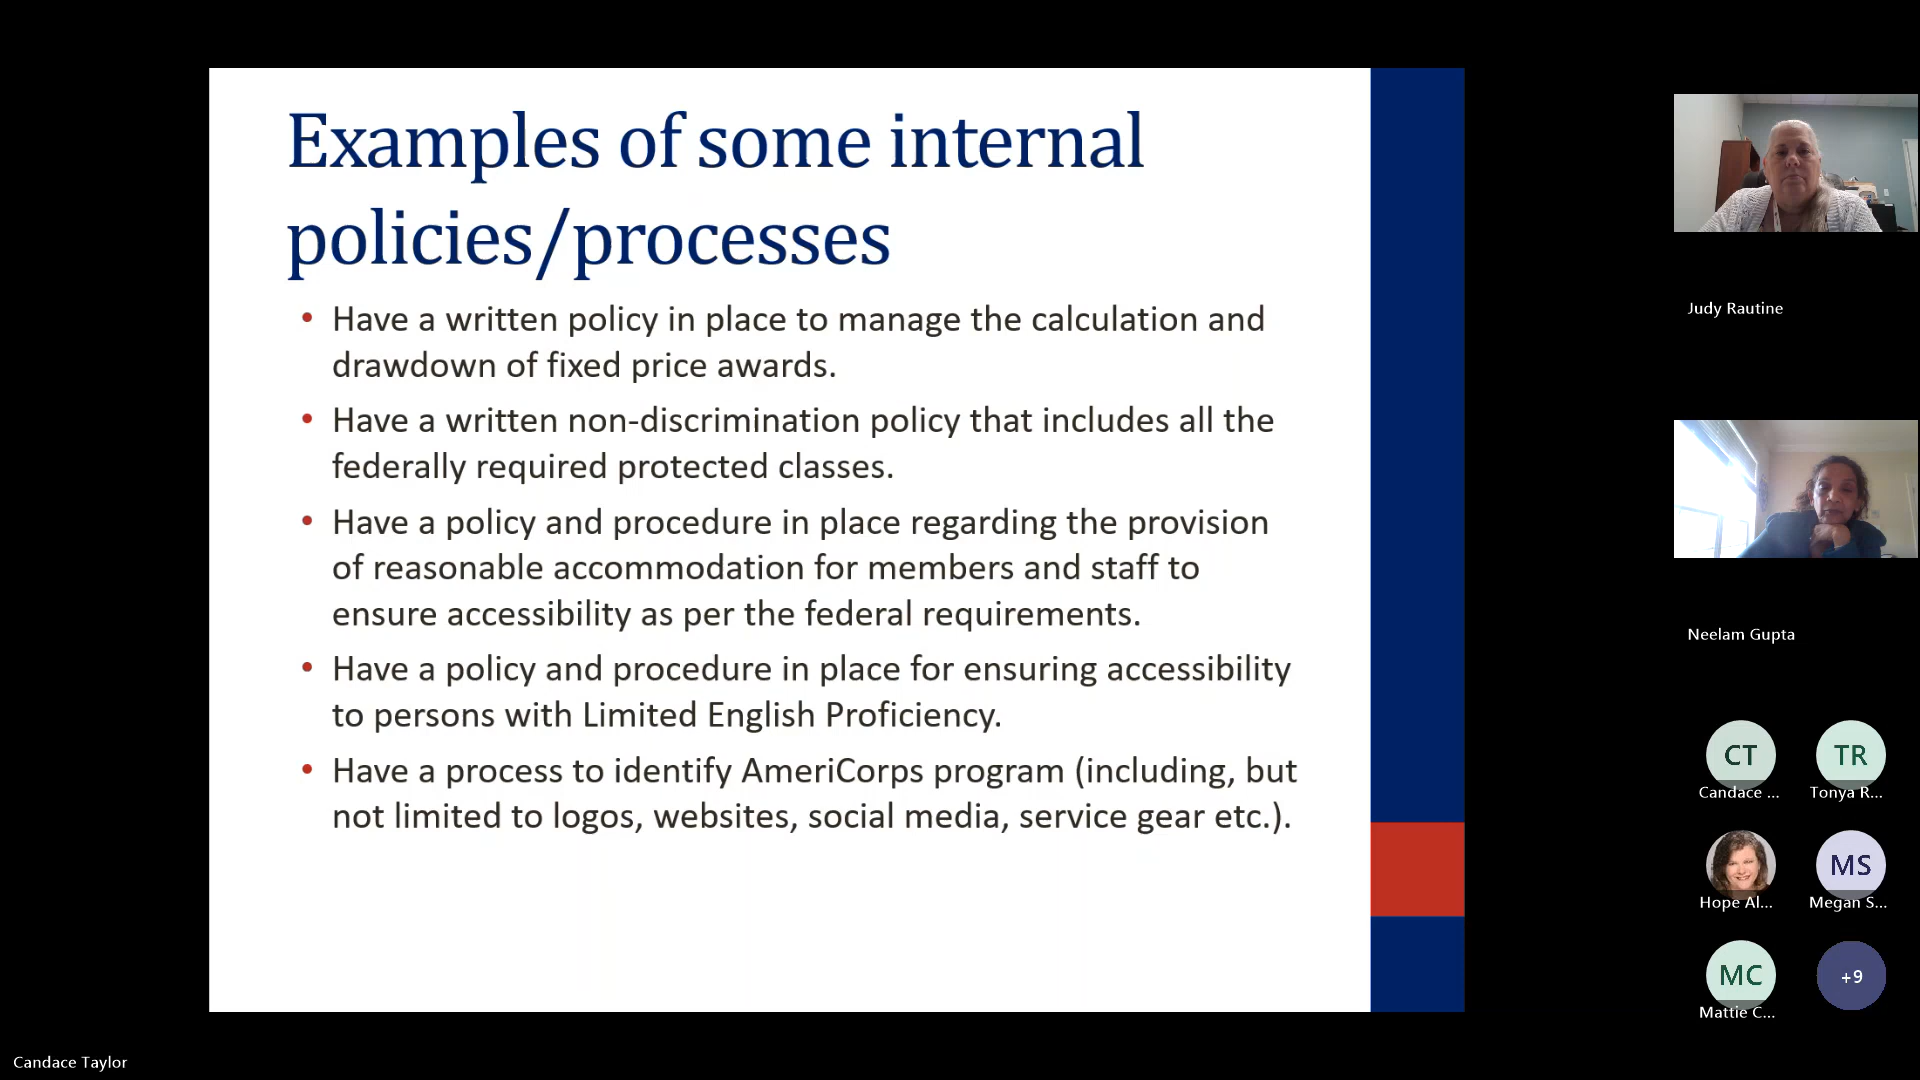 Examples of some internal
policies/processes
• Have a written policy in place to manage the calculation and
drawdown of fixed price awards.
• Have a written non-discrimination policy that includes all the
federally required protected classes.
• Have a policy and procedure in place regarding the provision
of reasonable accommodation for members and staff to
ensure accessibility as per the federal requirements.
• Have a policy and procedure in place for ensuring accessibility
to persons with Limited English Proficiency.
• Have a process to identify AmeriCorps program (including, but
not limited to logos, websites, social media, service gear etc.).
Judy Rautine
Neelam Gupta
CT
TR
Candace ...
Tonya R...
MS
Hope Al...
Megan S...
MC
+9
Mattie C...
Candace Taylor